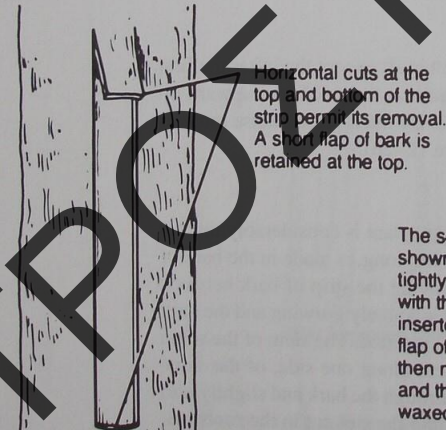 Horizontal cuts at the
top and bottom of the
strip permit its removal.
A short flap of bark is
retained at the top.
The s
shown
tightly
with th
inserte
flap of
then
and th
waxed